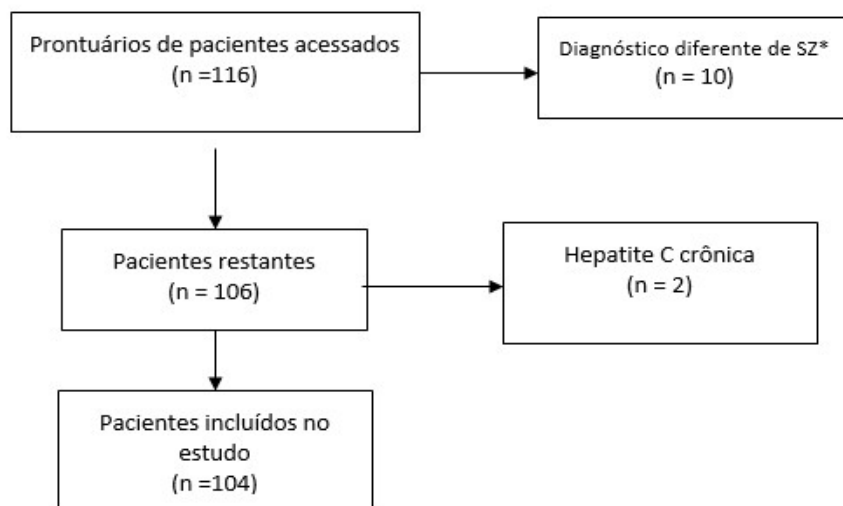 Prontuários de pacientes acessados
(n =116)
Diagnóstico diferente de SZ*
(n = 10)
Pacientes restantes
(n = 106)
Hepatite C crônica
(n = 2)
Pacientes incluídos no
estudo
(n =104)